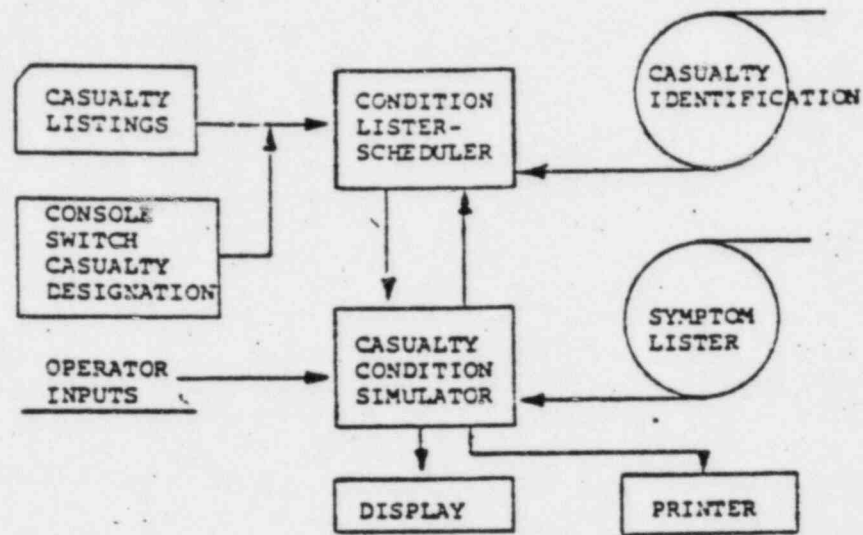 CASUALTY
LISTINGS
CONDITION
LISTER-
SCHEDULER
CASUALTY
IDENTIFICATION
CONSOLE
SWITCH
CASUALTY
DESIGNATION
OPERATOR
INPUTS
CASUALTY
CONDITION
SIMULATOR
SYMPTOM
LISTER
DISPLAY
PRINTER